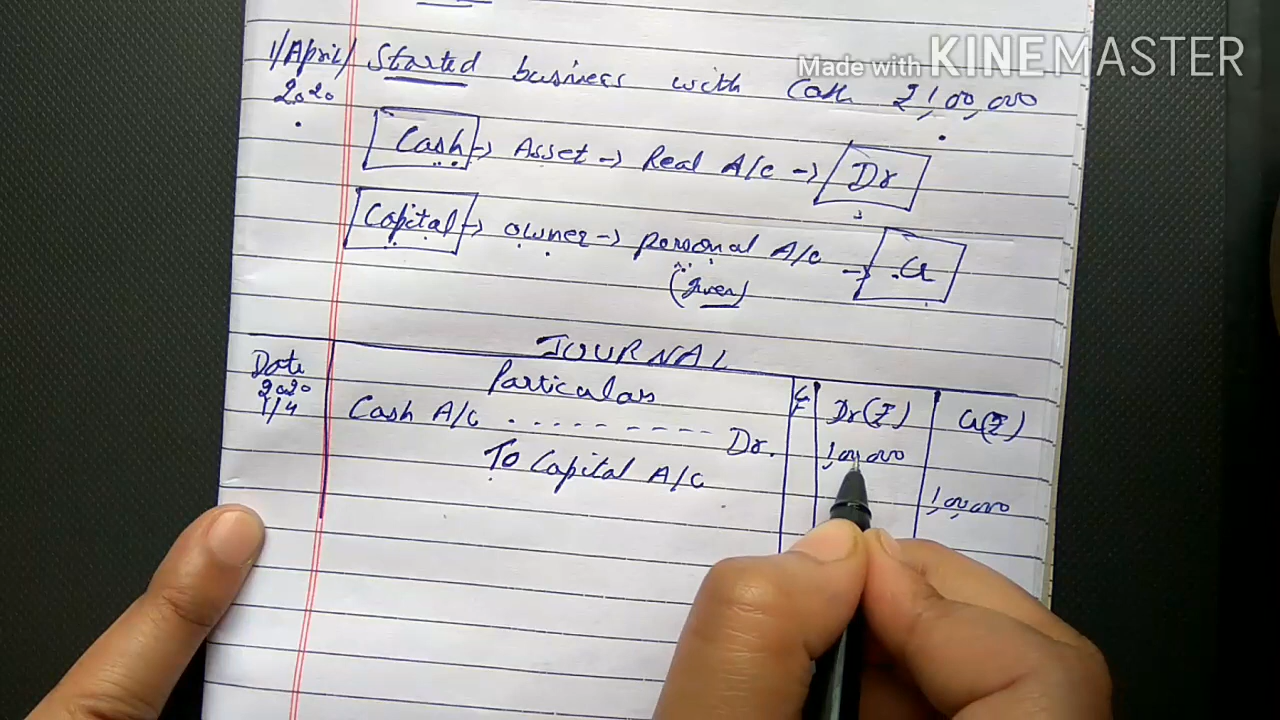 Made with KINEMASTER
1/April/ Started business with Cash ₹1,00,000
2020
Cash → Asset → Real A/c → Dr
Capital → owner → personal A/c → Cr
(Giver)
JOURNAL
Date Particulars L.F Dr(₹) Cr(₹)
2020
1/4 Cash A/c ........... Dr. 1,00,000
To Capital A/c 1,00,000